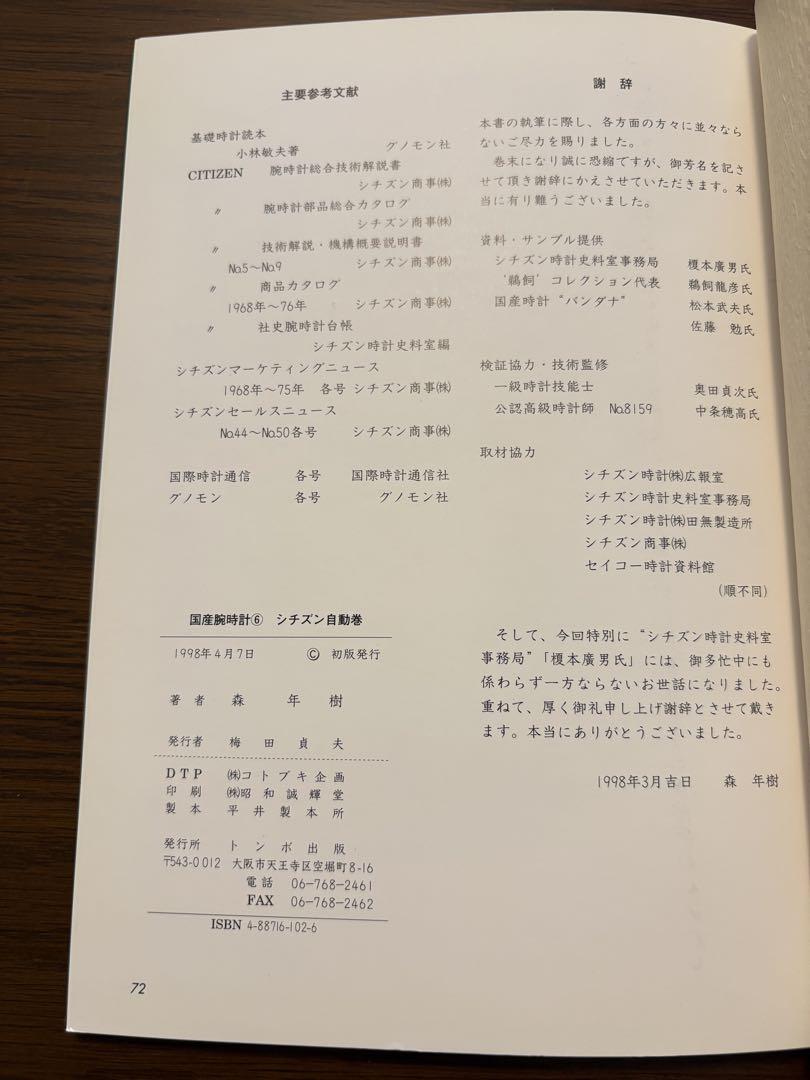 主要参考文献
基礎時計読本
小林敏夫著 グノモン社
CITIZEN 腕時計総合技術解説書
シチズン商事㈱
〃 腕時計部品総合カタログ
シチズン商事㈱
〃 技術解説・機構概要説明書
No.5～No.9 シチズン商事㈱
〃 商品カタログ
1968年～76年 シチズン商事㈱
〃 社史腕時計台帳
シチズン時計史料室編
シチズンマーケティングニュース
1968年～75年 各号 シチズン商事㈱
シチズンセールスニュース
No.44～No.50各号 シチズン商事㈱
国際時計通信 各号 国際時計通信社
グノモン 各号 グノモン社
国産腕時計⑥ シチズン自動巻
1998年4月7日 © 初版発行
著者 森 年樹
発行者 梅田貞夫
DTP ㈱コトブキ企画
印刷 ㈱昭和誠輝堂
製本 平井製本所
発行所 トンボ出版
〒543-0012 大阪市天王寺区空堀町8-16
電話 06-768-2461
FAX 06-768-2462
ISBN 4-88716-102-6
72
謝辞
本書の執筆に際し、各方面の方々に並々なら
ないご尽力を賜りました。
巻末になり誠に恐縮ですが、御芳名を記さ
せて頂き謝辞にかえさせていただきます。本
当に有り難うございました。
資料・サンプル提供
シチズン時計史料室事務局 榎本廣男氏
'鵜飼' コレクション代表 鵜飼龍彦氏
国産時計“バンダナ” 松本武夫氏
佐藤 勉氏
検証協力・技術監修
一級時計技能士 奥田貞次氏
公認高級時計師 No.8159 中条穂高氏
取材協力
シチズン時計㈱広報室
シチズン時計史料室事務局
シチズン時計㈱田無製造所
シチズン商事㈱
セイコー時計資料館
(順不同)
そして、今回特別に“シチズン時計史料室
事務局”「榎本廣男氏」には、御多忙中にも
係わらず一方ならないお世話になりました。
重ねて、厚く御礼申し上げ謝辞とさせて戴き
ます。本当にありがとうございました。
1998年3月吉日 森 年樹